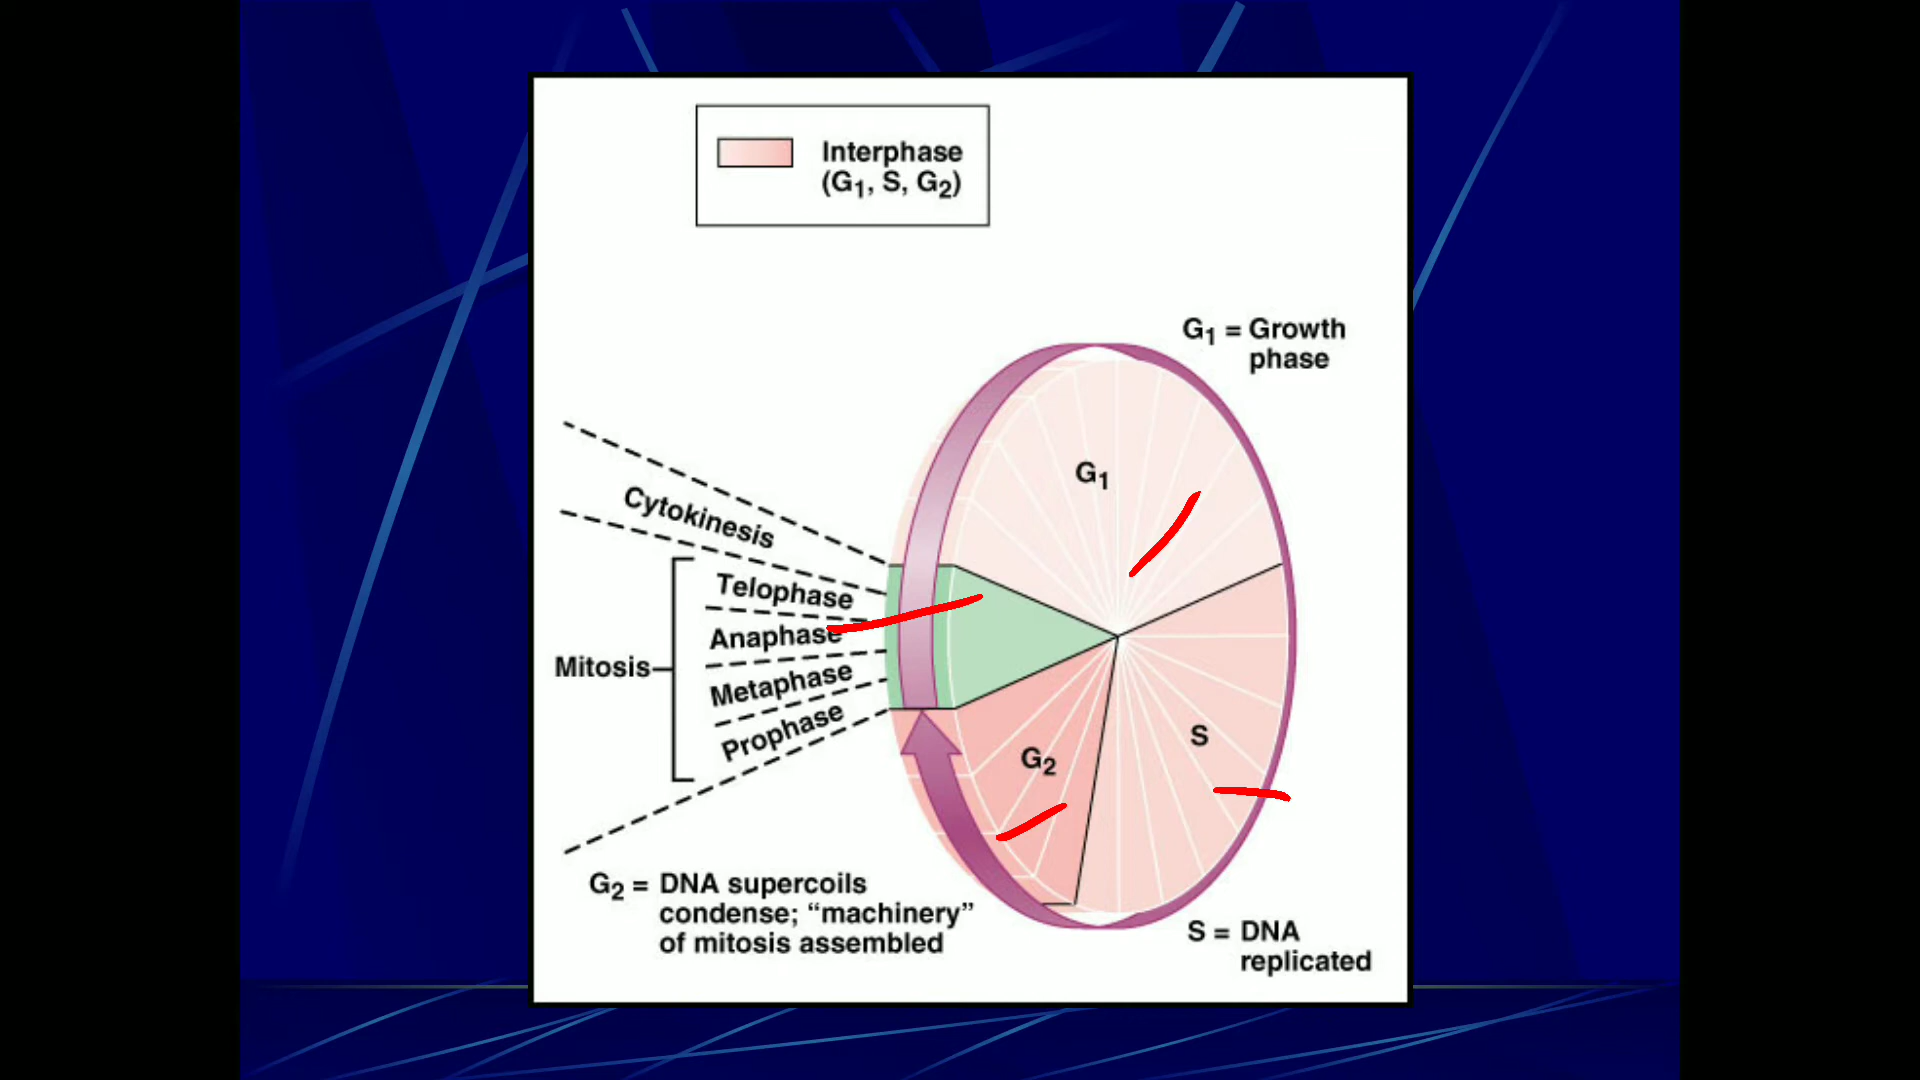 Interphase
(G1, S, G2)
G1 = Growth
phase
G1
Cytokinesis
Telophase
Anaphase
Mitosis
Metaphase
Prophase
S
G2
G2 = DNA supercoils
condense; “machinery”
of mitosis assembled
S = DNA
replicated